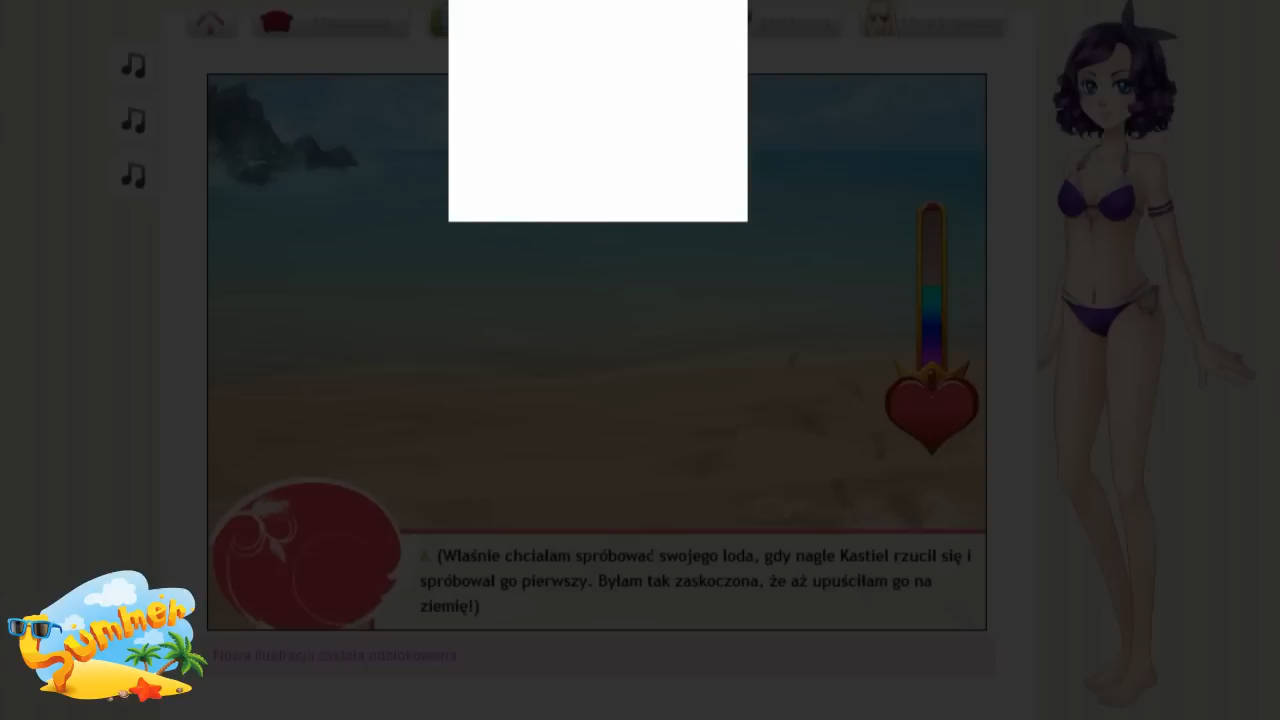 (Właśnie chciałam spróbować swojego loda, gdy nagle Kastiel rzucił się i
spróbował go pierwszy. Byłam tak zaskoczona, że aż upuściłam go na
ziemię!)
Nowa ilustracja została odblokowana
Summer